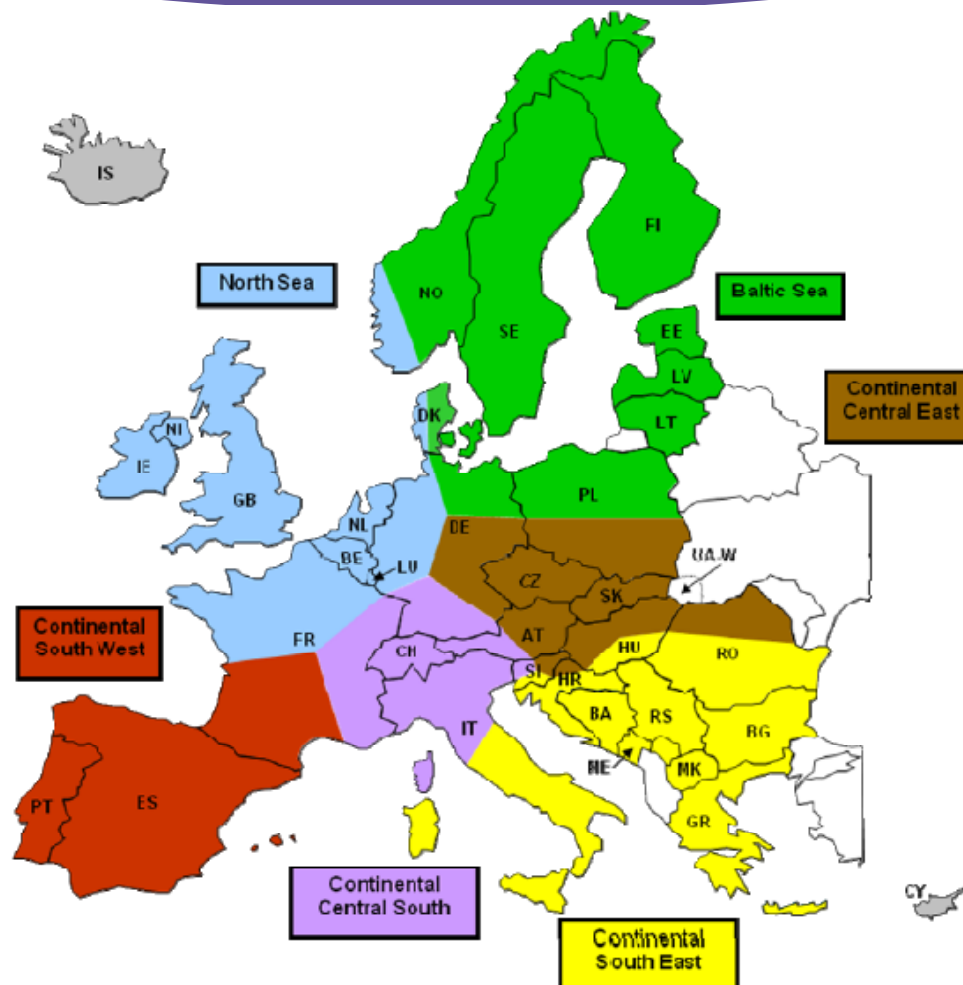 IS
FI
North Sea
NO
Baltic Sea
SE
EE
LV
Continental
Central East
DK
LT
NI
IE
GB
PL
NL
DE
BE
LU
UA-W
CZ
SK
Continental
South West
AT
FR
HU
CH
RO
SI
HR
BA
RS
IT
BG
ME
MK
PT
ES
GR
Continental
Central South
CY
Continental
South East